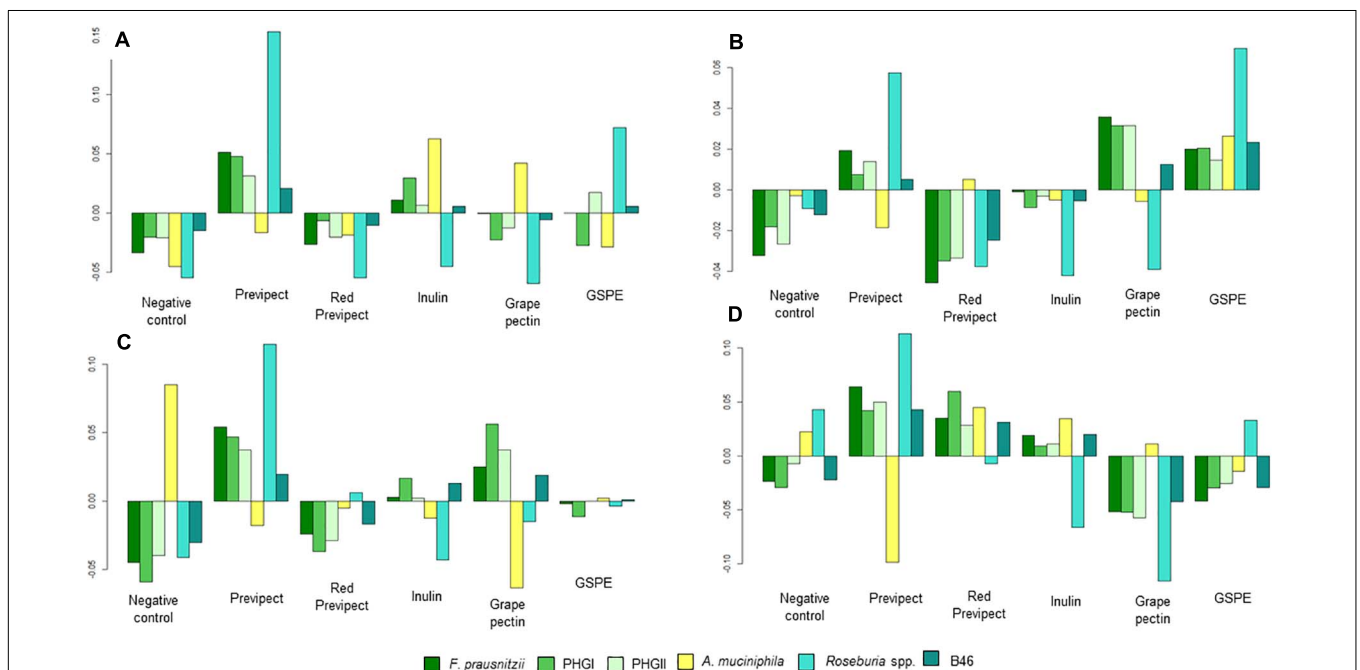 A
0.15
0.10
0.05
0.00
-0.05
Negative
control
Previpect
Red
Previpect
Inulin
Grape
pectin
GSPE
B
0.06
0.04
0.02
0.00
-0.02
-0.04
Negative
control
Previpect
Red
Previpect
Inulin
Grape
pectin
GSPE
C
0.10
0.05
0.00
-0.05
Negative
control
Previpect
Red
Previpect
Inulin
Grape
pectin
GSPE
D
0.10
0.05
0.00
-0.05
-0.10
Negative
control
Previpect
Red
Previpect
Inulin
Grape
pectin
GSPE
F. prausnitzii PHGI PHGII A. muciniphila Roseburia spp. B46